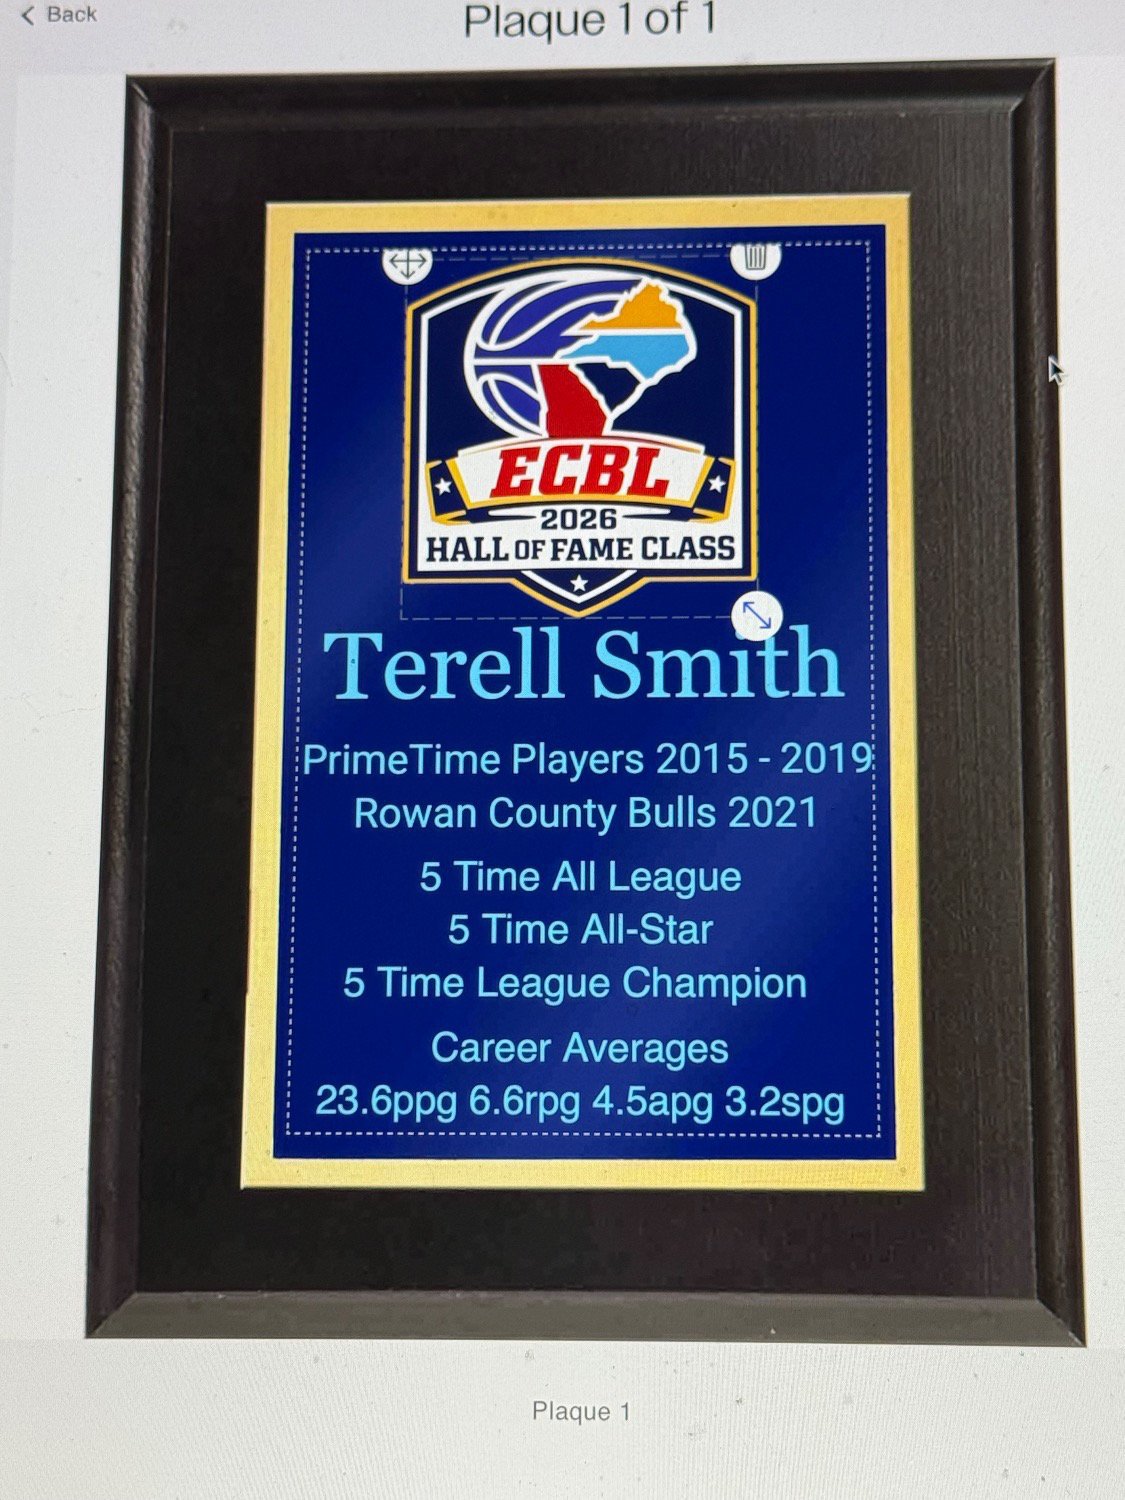 Back
Plaque 1 of 1
ECBL
2026
HALL OF FAME CLASS
Terell Smith
PrimeTime Players 2015 - 2019
Rowan County Bulls 2021
5 Time All League
5 Time All-Star
5 Time League Champion
Career Averages
23.6ppg 6.6rpg 4.5apg 3.2spg
Plaque 1